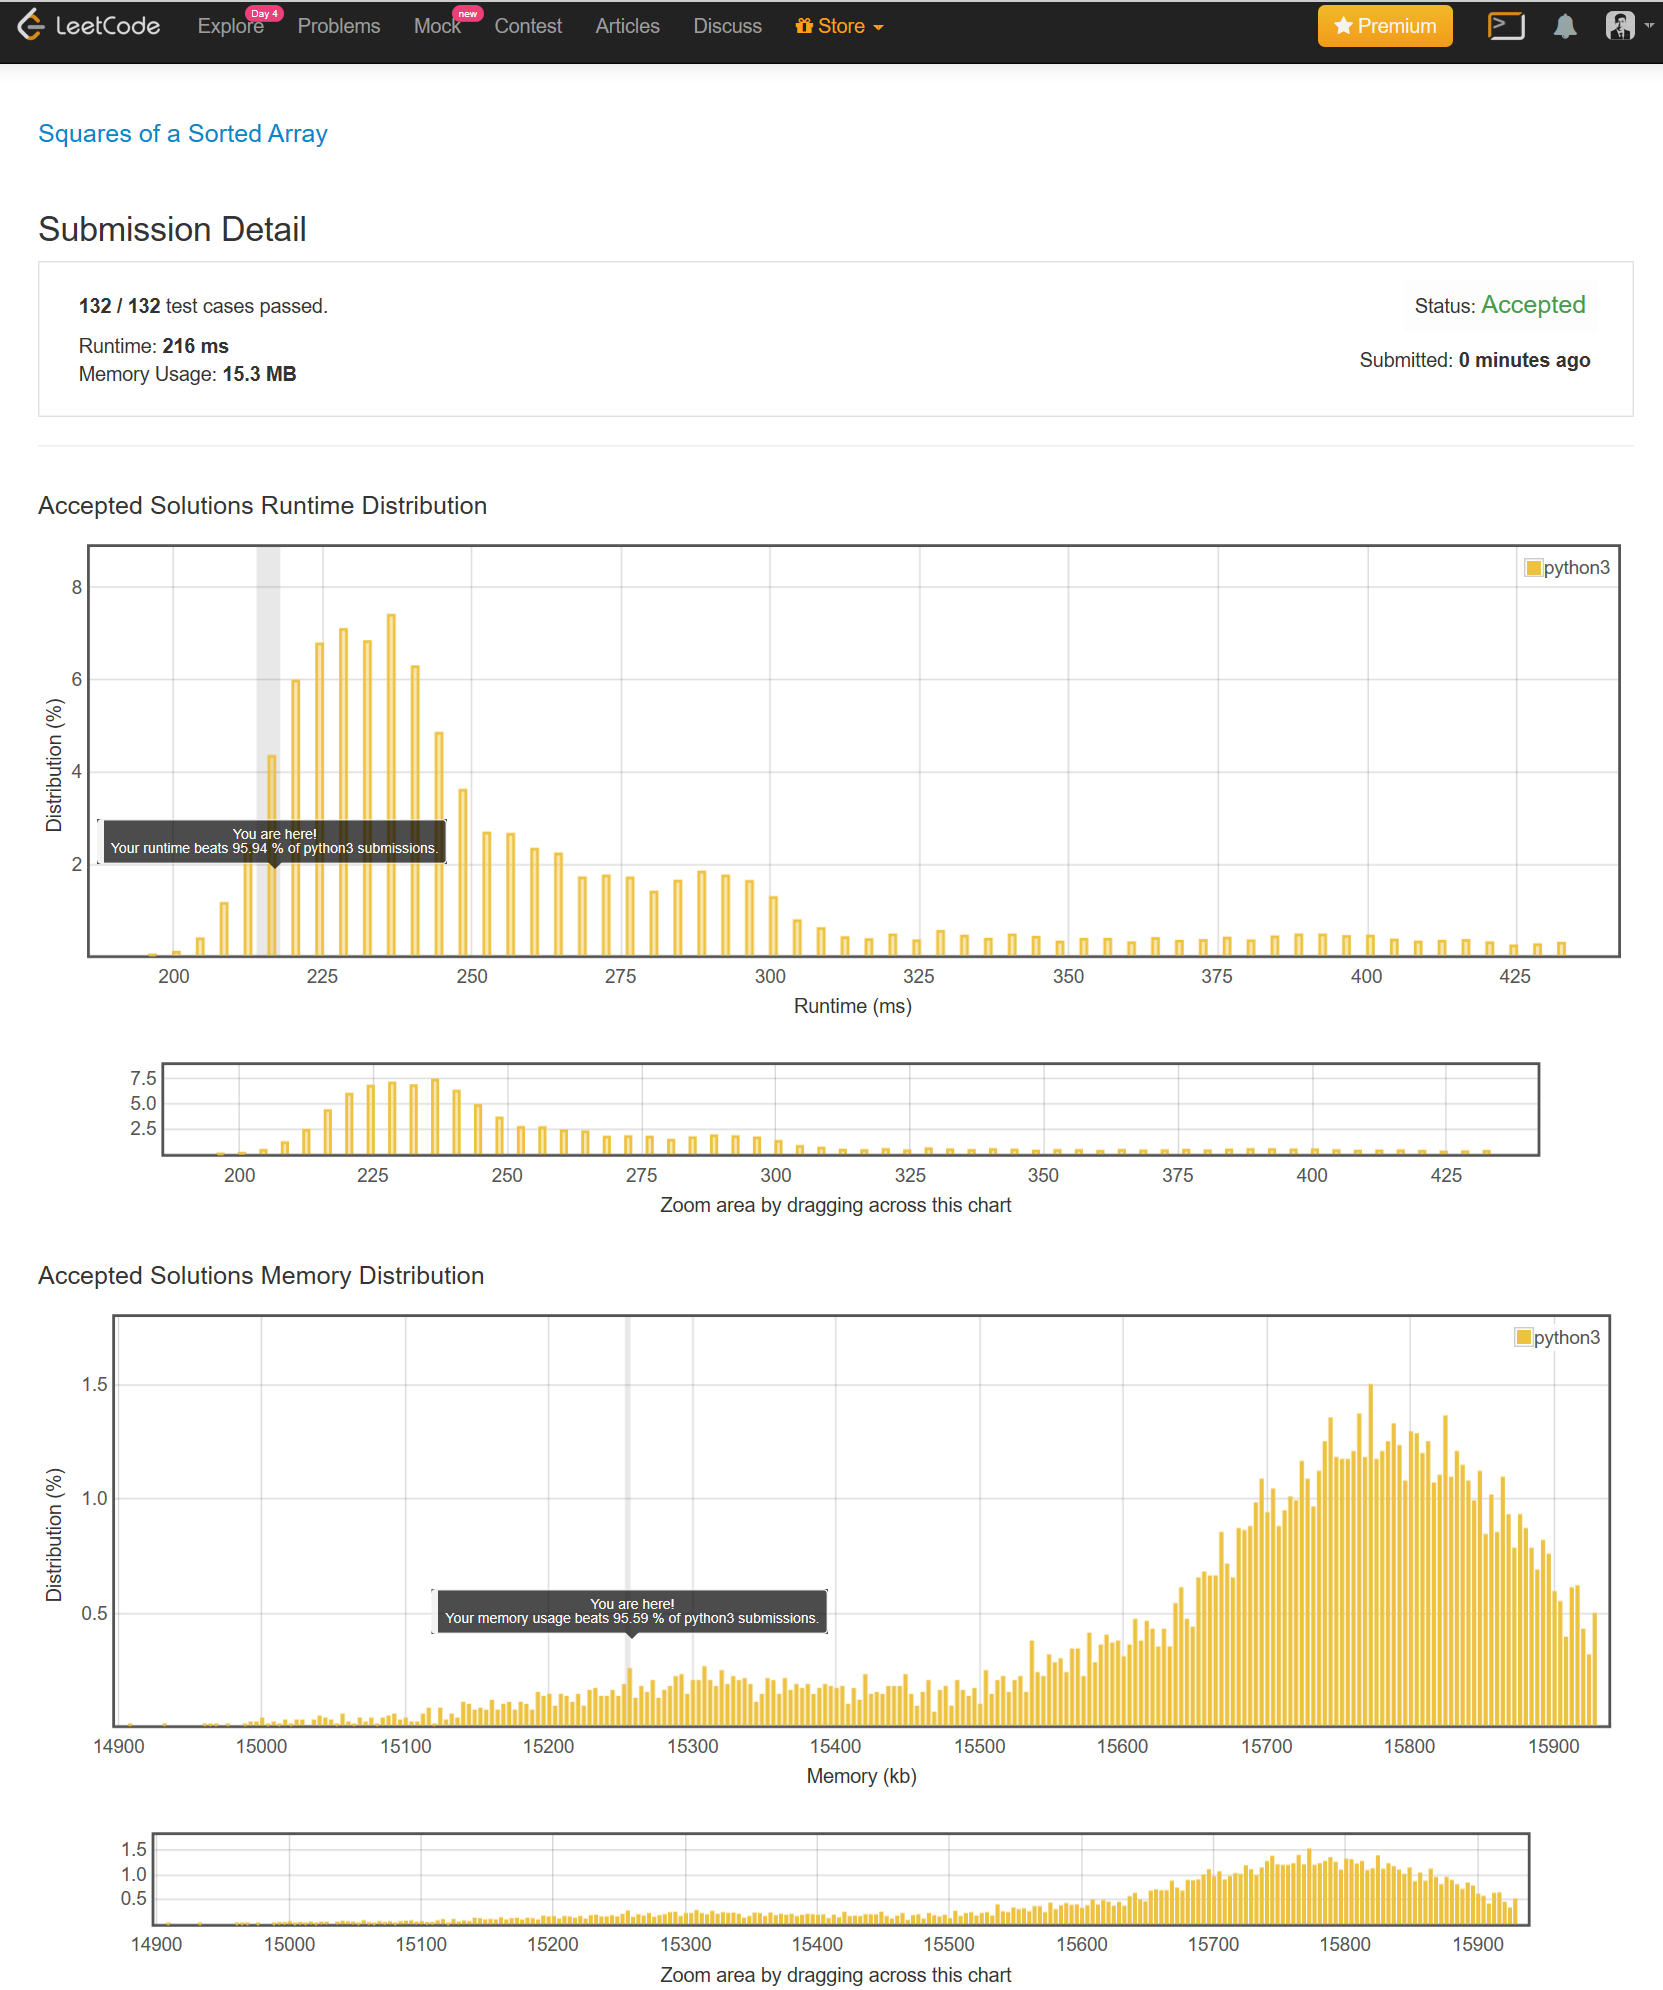 LeetCode Explore Day 4 Problems Mock new Contest Articles Discuss Store Premium
Squares of a Sorted Array
Submission Detail
132 / 132 test cases passed.
Status: Accepted
Runtime: 216 ms
Submitted: 0 minutes ago
Memory Usage: 15.3 MB
Accepted Solutions Runtime Distribution
python3
8
6
4
2
Distribution (%)
You are here!
Your runtime beats 95.94 % of python3 submissions.
200 225 250 275 300 325 350 375 400 425
Runtime (ms)
7.5
5.0
2.5
200 225 250 275 300 325 350 375 400 425
Zoom area by dragging across this chart
Accepted Solutions Memory Distribution
python3
1.5
1.0
0.5
Distribution (%)
You are here!
Your memory usage beats 95.59 % of python3 submissions.
14900 15000 15100 15200 15300 15400 15500 15600 15700 15800 15900
Memory (kb)
1.5
1.0
0.5
14900 15000 15100 15200 15300 15400 15500 15600 15700 15800 15900
Zoom area by dragging across this chart